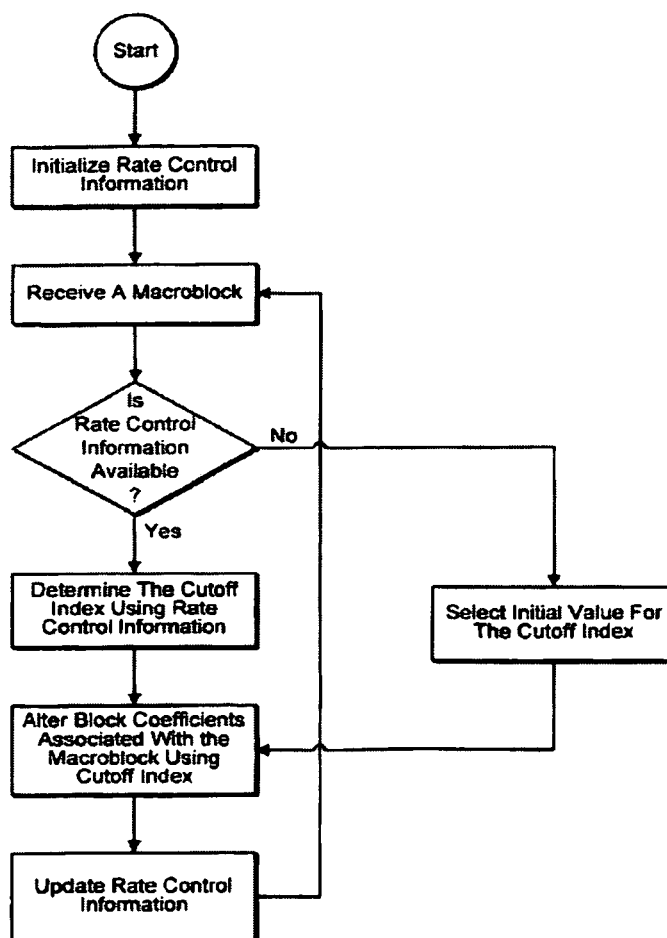 Start
Initialize Rate Control
Information
Receive A Macroblock
Is
Rate Control
Information
Available
?
No
Yes
Determine The Cutoff
Index Using Rate
Control Information
Select Initial Value For
The Cutoff Index
Alter Block Coefficients
Associated With the
Macroblock Using
Cutoff Index
Update Rate Control
Information